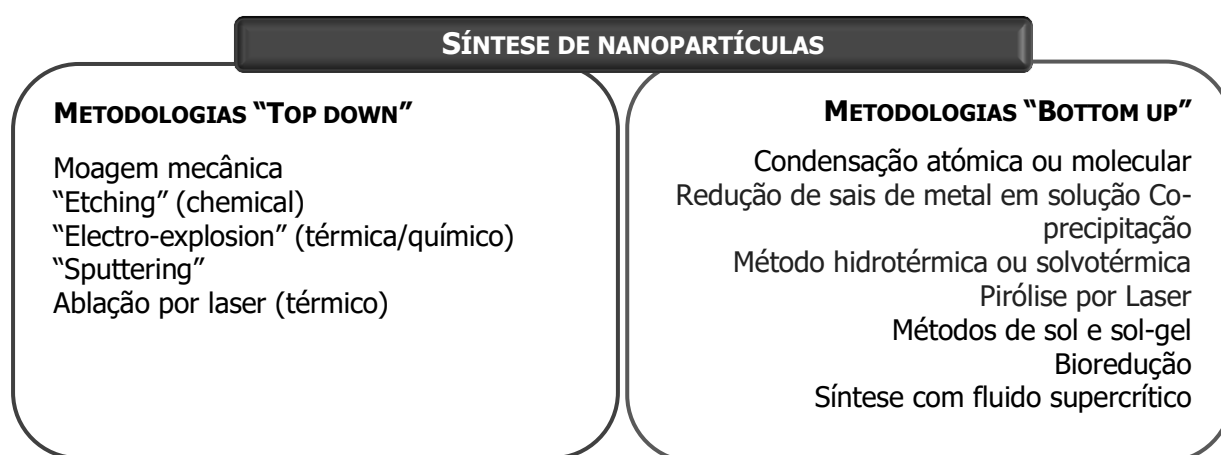 SÍNTESE DE NANOPARTÍCULAS
METODOLOGIAS “TOP DOWN”
Moagem mecânica
“Etching” (chemical)
“Electro-explosion” (térmica/químico)
“Sputtering”
Ablação por laser (térmico)
METODOLOGIAS “BOTTOM UP”
Condensação atómica ou molecular
Redução de sais de metal em solução Co-
precipitação
Método hidrotérmica ou solvotérmica
Pirólise por Laser
Métodos de sol e sol-gel
Bioredução
Síntese com fluido supercrítico